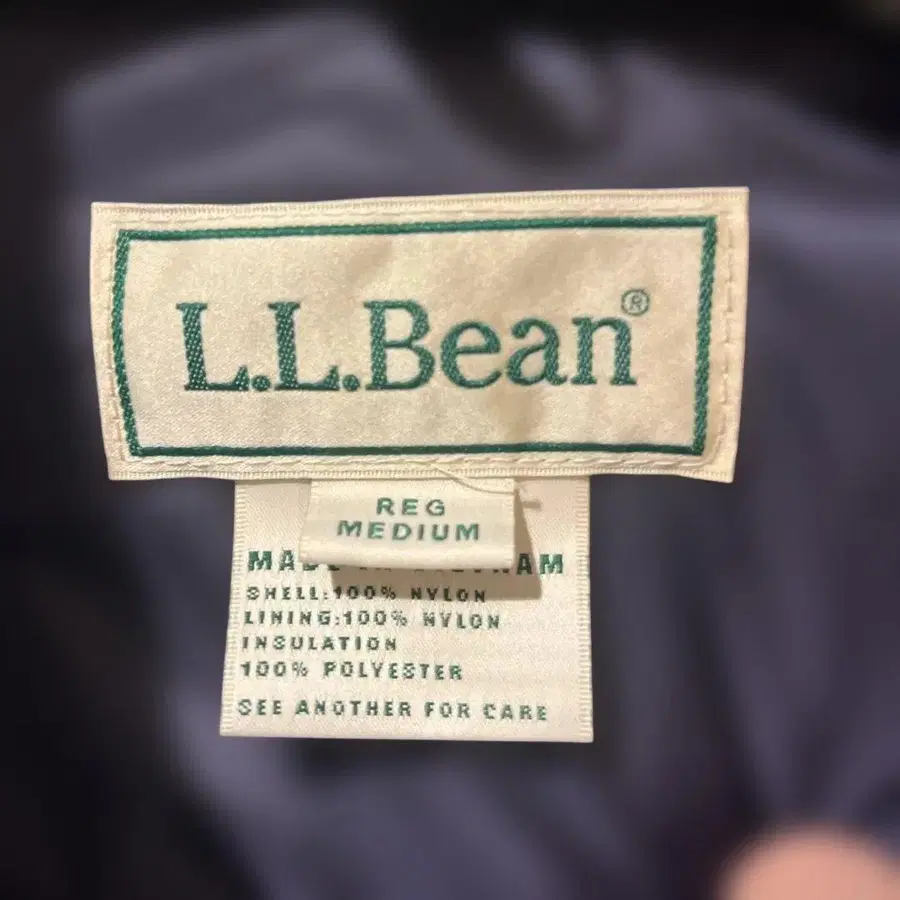 L.L.Bean®
REG
MEDIUM
SHELL:100% NYLON
LINING:100% NYLON
INSULATION
100% POLYESTER
SEE ANOTHER FOR CARE